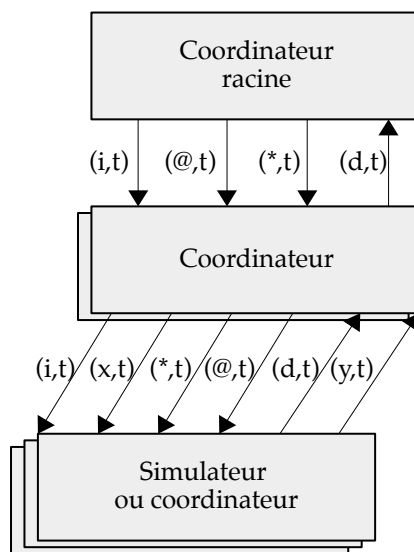 Coordinateur
racine
(i,t) (@,t) (*,t) (d,t)
Coordinateur
(i,t) (x,t) (*,t) (@,t) (d,t) (y,t)
Simulateur
ou coordinateur